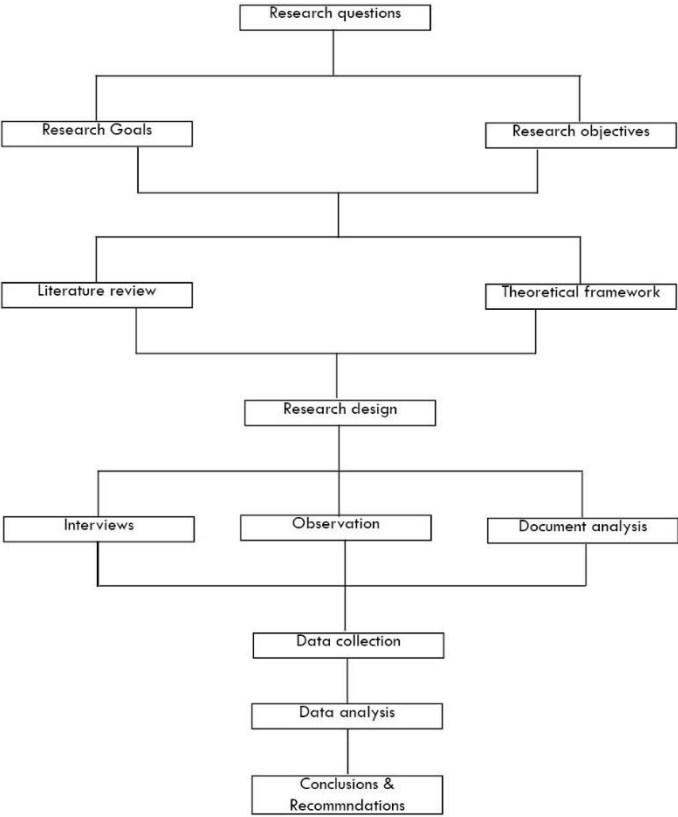 Research questions
Research Goals
Research objectives
Literature review
Theoretical framework
Research design
Interviews
Observation
Document analysis
Data collection
Data analysis
Conclusions &
Recommndations